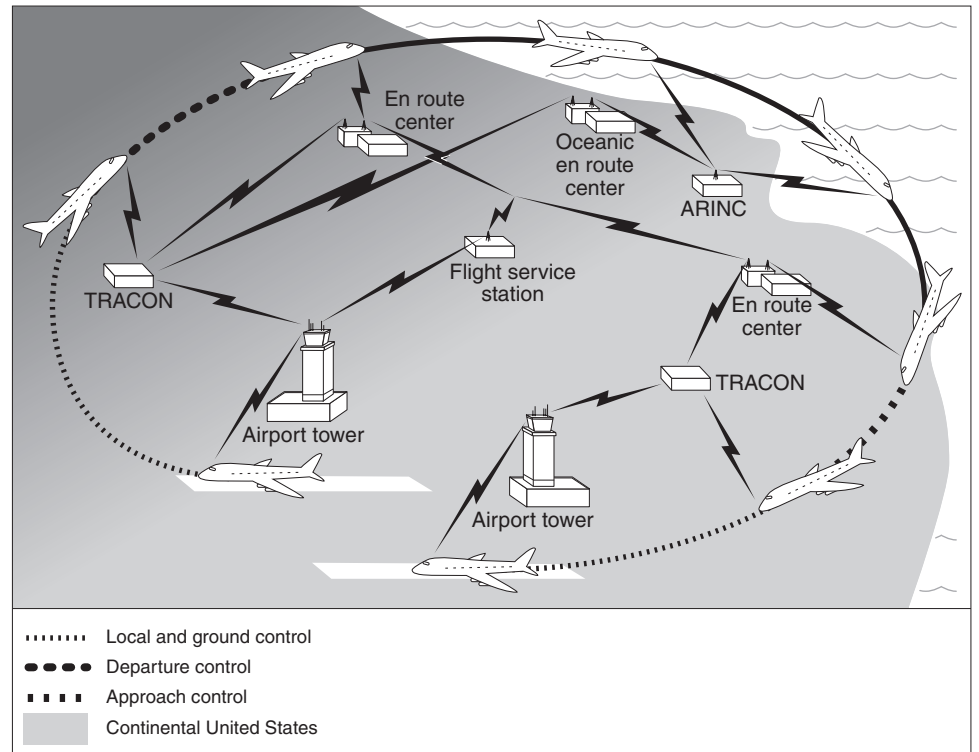 En route
center
Oceanic
en route
center
ARINC
TRACON
Flight service
station
En route
center
TRACON
Airport tower
Airport tower
Local and ground control
Departure control
Approach control
Continental United States